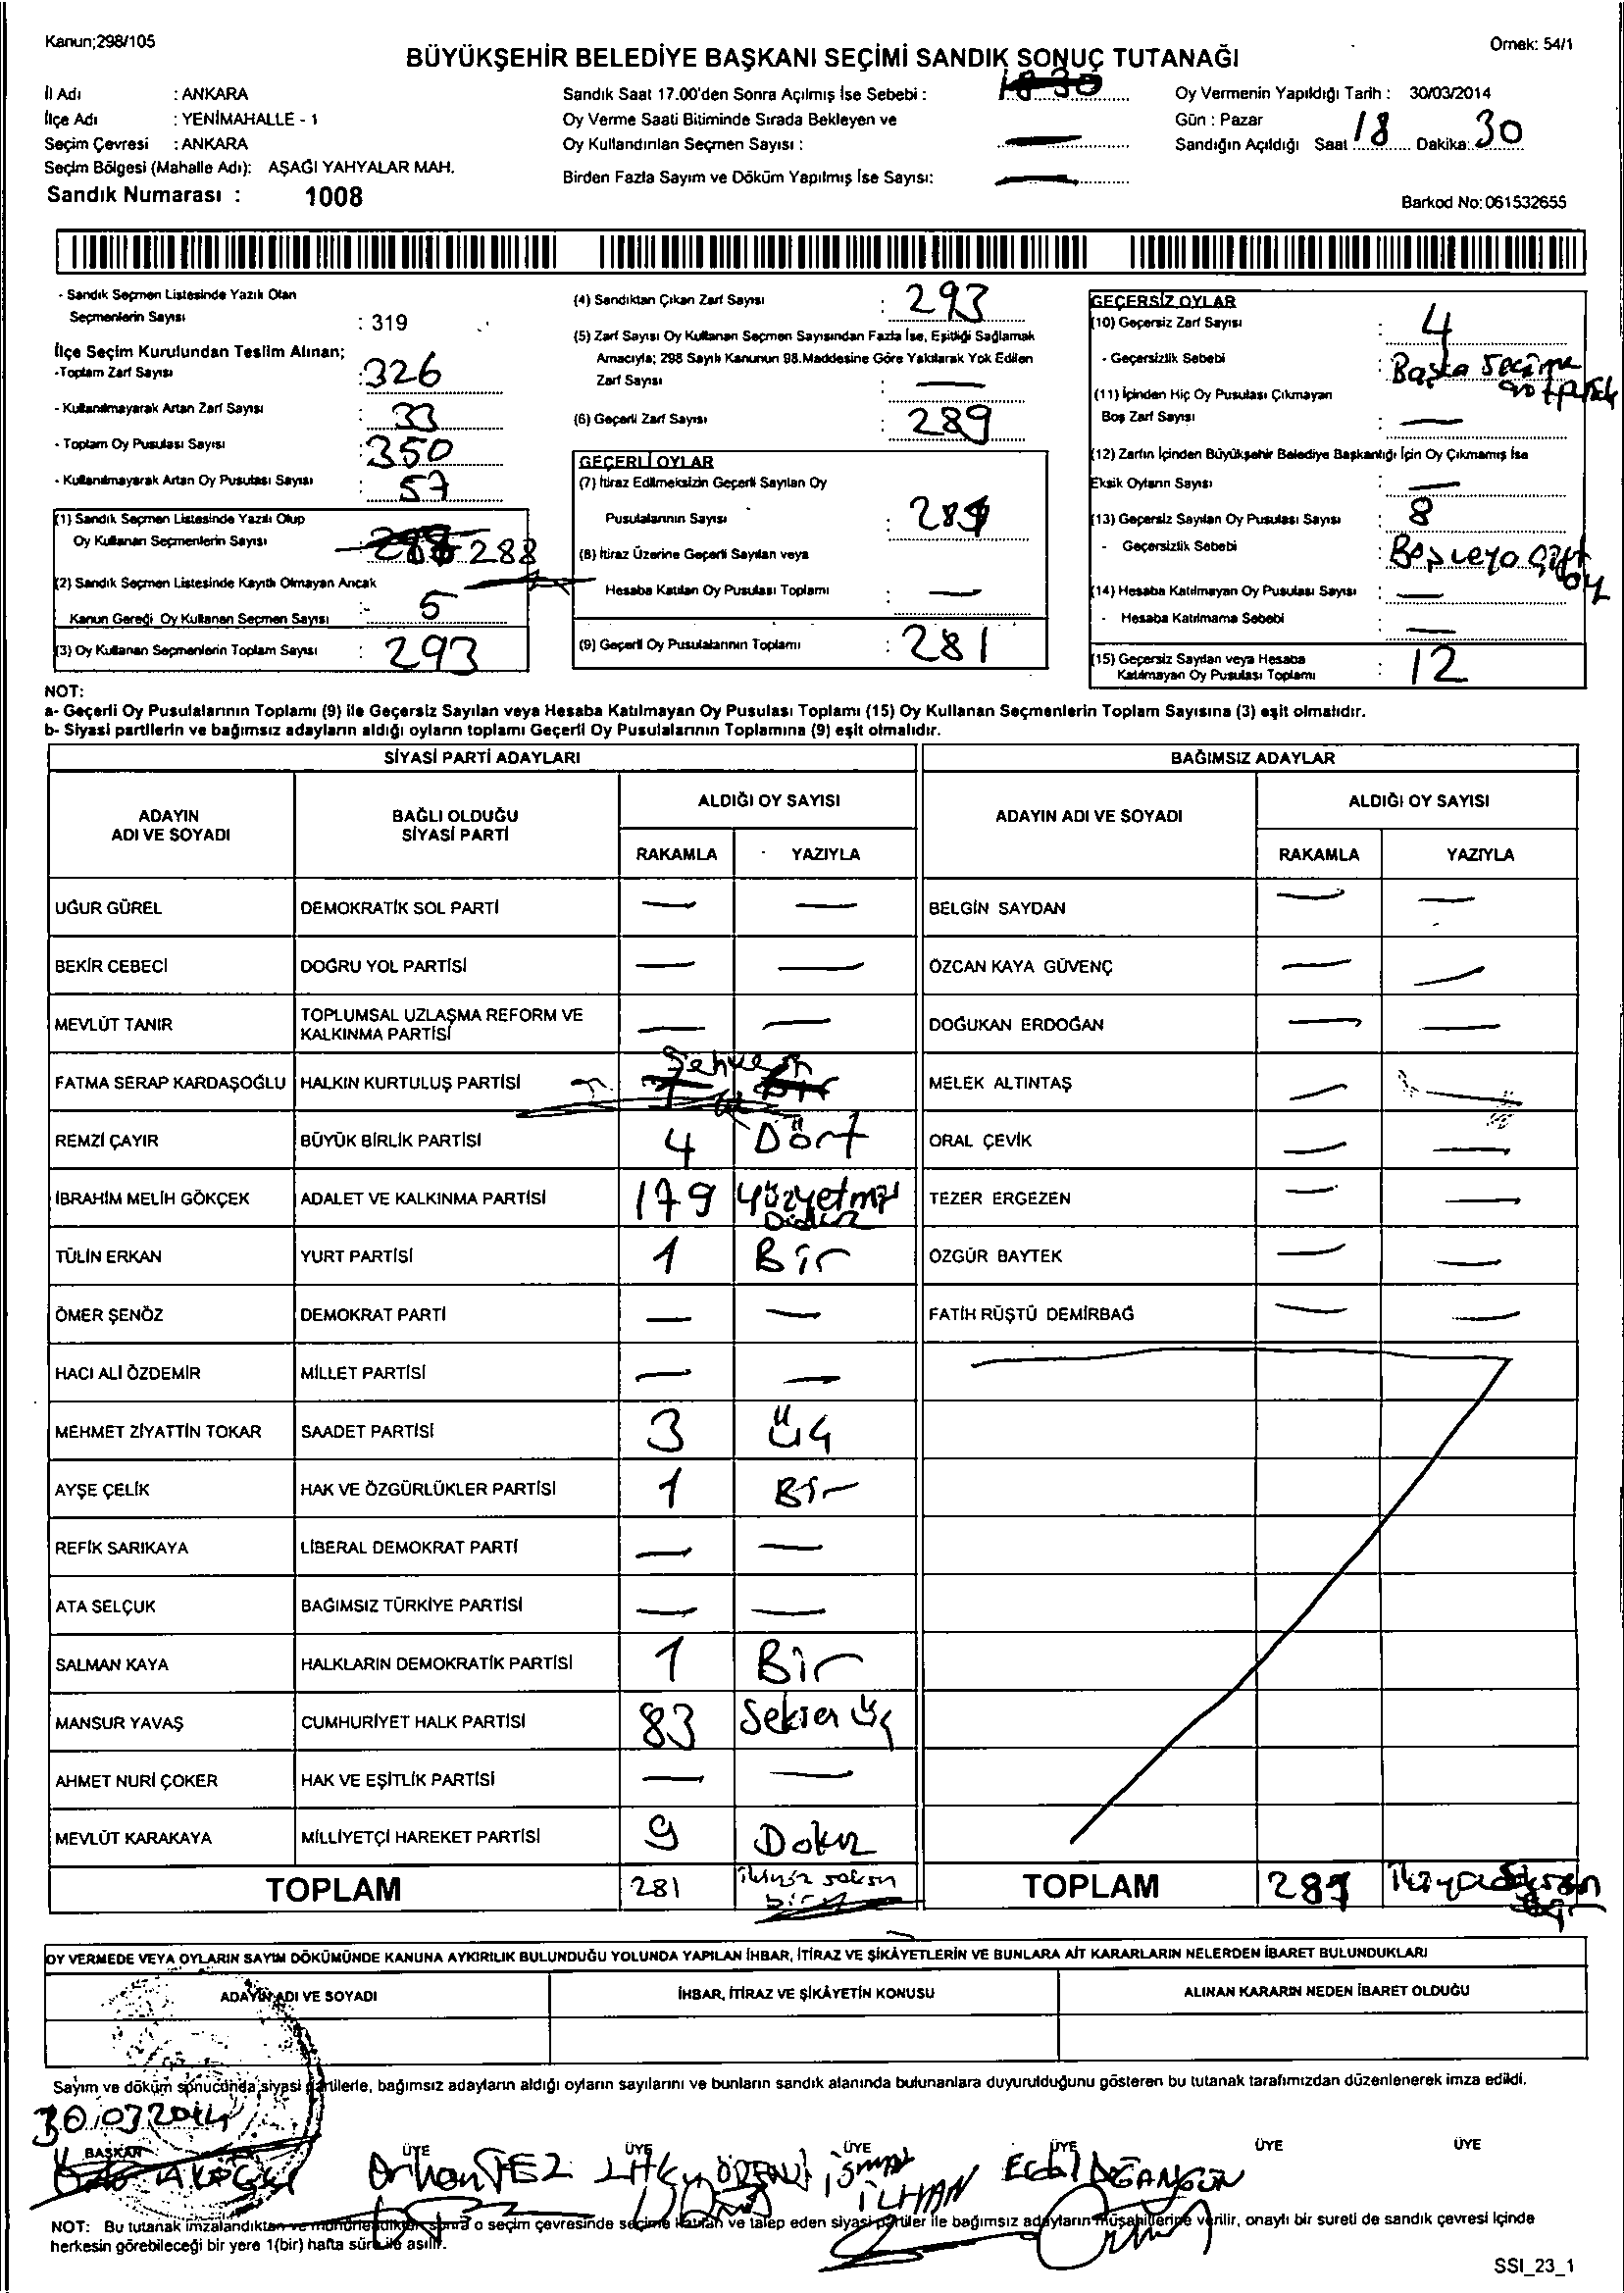 Kanun;298/105
Örnek: 54/1
BÜYÜKŞEHİR BELEDİYE BAŞKANI SEÇİMİ SANDIK SONUÇ TUTANAĞI
İl Adı : ANKARA
İlçe Adı : YENİMAHALLE - 1
Seçim Çevresi : ANKARA
Seçim Bölgesi (Mahalle Adı): AŞAĞI YAHYALAR MAH.
Sandık Numarası : 1008
Sandık Saat 17.00'den Sonra Açılmış İse Sebebi :
Oy Verme Saati Bitiminde Sırada Bekleyen ve
Oy Kullandırılan Seçmen Sayısı : —
Birden Fazla Sayım ve Döküm Yapılmış İse Sayısı: —
Oy Vermenin Yapıldığı Tarih : 30/03/2014
Gün : Pazar
Sandığın Açıldığı Saat 18 Dakika: 30
Barkod No: 061532655
- Sandık Seçmen Listesinde Yazılı Olan
Seçmenlerin Sayısı : 319
İlçe Seçim Kurulundan Teslim Alınan;
-Toplam Zarf Sayısı : 326
- Kullanılmayarak Artan Zarf Sayısı : 33
- Toplam Oy Pusulası Sayısı : 350
- Kullanılmayarak Artan Oy Pusulası Sayısı : 57
(1) Sandık Seçmen Listesinde Yazılı Olup
Oy Kullanan Seçmenlerin Sayısı 288
(2) Sandık Seçmen Listesinde Kayıtlı Olmayan Ancak
Kanun Gereği Oy Kullanan Seçmen Sayısı : 5
(3) Oy Kullanan Seçmenlerin Toplam Sayısı : 293
(4) Sandıktan Çıkan Zarf Sayısı : 293
(5) Zarf Sayısı Oy Kullanan Seçmen Sayısından Fazla İse, Eşitliği Sağlamak
Amacıyla; 298 Sayılı Kanunun 98.Maddesine Göre Yakılarak Yok Edilen
Zarf Sayısı : —
(6) Geçerli Zarf Sayısı : 289
GEÇERLİ OYLAR
(7) İtiraz Edilmeksizin Geçerli Sayılan Oy
Pusulalarının Sayısı : 281
(8) İtiraz Üzerine Geçerli Sayılan veya
Hesaba Katılan Oy Pusulası Toplamı : —
(9) Geçerli Oy Pusulalarının Toplamı : 281
GEÇERSİZ OYLAR
(10) Geçersiz Zarf Sayısı : 4
- Geçersizlik Sebebi : Başka seçime
(11) İçinden Hiç Oy Pusulası Çıkmayan
Boş Zarf Sayısı : —
(12) Zarfın İçinden Büyükşehir Belediye Başkanlığı İçin Oy Çıkmamış İse
Eksik Oyların Sayısı : —
(13) Geçersiz Sayılan Oy Pusulası Sayısı : 8
- Geçersizlik Sebebi : Boş veya Çift
oy
(14) Hesaba Katılmayan Oy Pusulası Sayısı : —
- Hesaba Katılmama Sebebi : —
(15) Geçersiz Sayılan veya Hesaba
Katılmayan Oy Pusulası Toplamı : 12
NOT:
a- Geçerli Oy Pusulalarının Toplamı (9) ile Geçersiz Sayılan veya Hesaba Katılmayan Oy Pusulası Toplamı (15) Oy Kullanan Seçmenlerin Toplam Sayısına (3) eşit olmalıdır.
b- Siyasi partilerin ve bağımsız adayların aldığı oyların toplamı Geçerli Oy Pusulalarının Toplamına (9) eşit olmalıdır.
SİYASİ PARTİ ADAYLARI BAĞIMSIZ ADAYLAR
ADAYIN
ADI VE SOYADI
BAĞLI OLDUĞU
SİYASİ PARTİ
ALDIĞI OY SAYISI
RAKAMLA YAZIYLA
ADAYIN ADI VE SOYADI
ALDIĞI OY SAYISI
RAKAMLA YAZIYLA
UĞUR GÜREL DEMOKRATİK SOL PARTİ — — BELGİN SAYDAN — —
BEKİR CEBECİ DOĞRU YOL PARTİSİ — — ÖZCAN KAYA GÜVENÇ — —
MEVLÜT TANIR TOPLUMSAL UZLAŞMA REFORM VE
KALKINMA PARTİSİ — — DOĞUKAN ERDOĞAN — —
FATMA SERAP KARDAŞOĞLU HALKIN KURTULUŞ PARTİSİ Sehven MELEK ALTINTAŞ — —
REMZİ ÇAYIR BÜYÜK BİRLİK PARTİSİ 4 Dört ORAL ÇEVİK — —
İBRAHİM MELİH GÖKÇEK ADALET VE KALKINMA PARTİSİ 179 Yüzyetmiş TEZER ERGEZEN — —
TÜLİN ERKAN YURT PARTİSİ 1 Bir ÖZGÜR BAYTEK — —
ÖMER ŞENÖZ DEMOKRAT PARTİ — — FATİH RÜŞTÜ DEMİRBAĞ — —
HACI ALİ ÖZDEMİR MİLLET PARTİSİ — —
MEHMET ZİYATTİN TOKAR SAADET PARTİSİ 3 Üç
AYŞE ÇELİK HAK VE ÖZGÜRLÜKLER PARTİSİ 1 Bir
REFİK SARIKAYA LİBERAL DEMOKRAT PARTİ — —
ATA SELÇUK BAĞIMSIZ TÜRKİYE PARTİSİ — —
SALMAN KAYA HALKLARIN DEMOKRATİK PARTİSİ 1 Bir
MANSUR YAVAŞ CUMHURİYET HALK PARTİSİ 83 Seksen üç
AHMET NURİ ÇOKER HAK VE EŞİTLİK PARTİSİ — —
MEVLÜT KARAKAYA MİLLİYETÇİ HAREKET PARTİSİ 9 Dokuz
TOPLAM 281 TOPLAM 281
OY VERMEDE VEYA OYLARIN SAYIM DÖKÜMÜNDE KANUNA AYKIRILIK BULUNDUĞU YOLUNDA YAPILAN İHBAR, İTİRAZ VE ŞİKÂYETLERİN VE BUNLARA AİT KARARLARIN NELERDEN İBARET BULUNDUKLARI
ADAYIN ADI VE SOYADI İHBAR, İTİRAZ VE ŞİKÂYETİN KONUSU ALINAN KARARIN NEDEN İBARET OLDUĞU
Sayım ve döküm sonucunda siyasi partilerle, bağımsız adayların aldığı oyların sayılarını ve bunların sandık alanında bulunanlara duyurulduğunu gösteren bu tutanak tarafımızdan düzenlenerek imza edildi.
30.03.2014
BAŞKAN ÜYE ÜYE ÜYE ÜYE ÜYE ÜYE
Orhan TEZ
İLHAN
NOT: Bu tutanak imzalandıktan ve mühürlendikten sonra o seçim çevresinde seçime katılan ve talep eden siyasi partiler ile bağımsız adayların müşahitlerine verilir, onaylı bir sureti de sandık çevresi içinde
herkesin görebileceği bir yere 1(bir) hafta süre ile asılır.
SSI_23_1